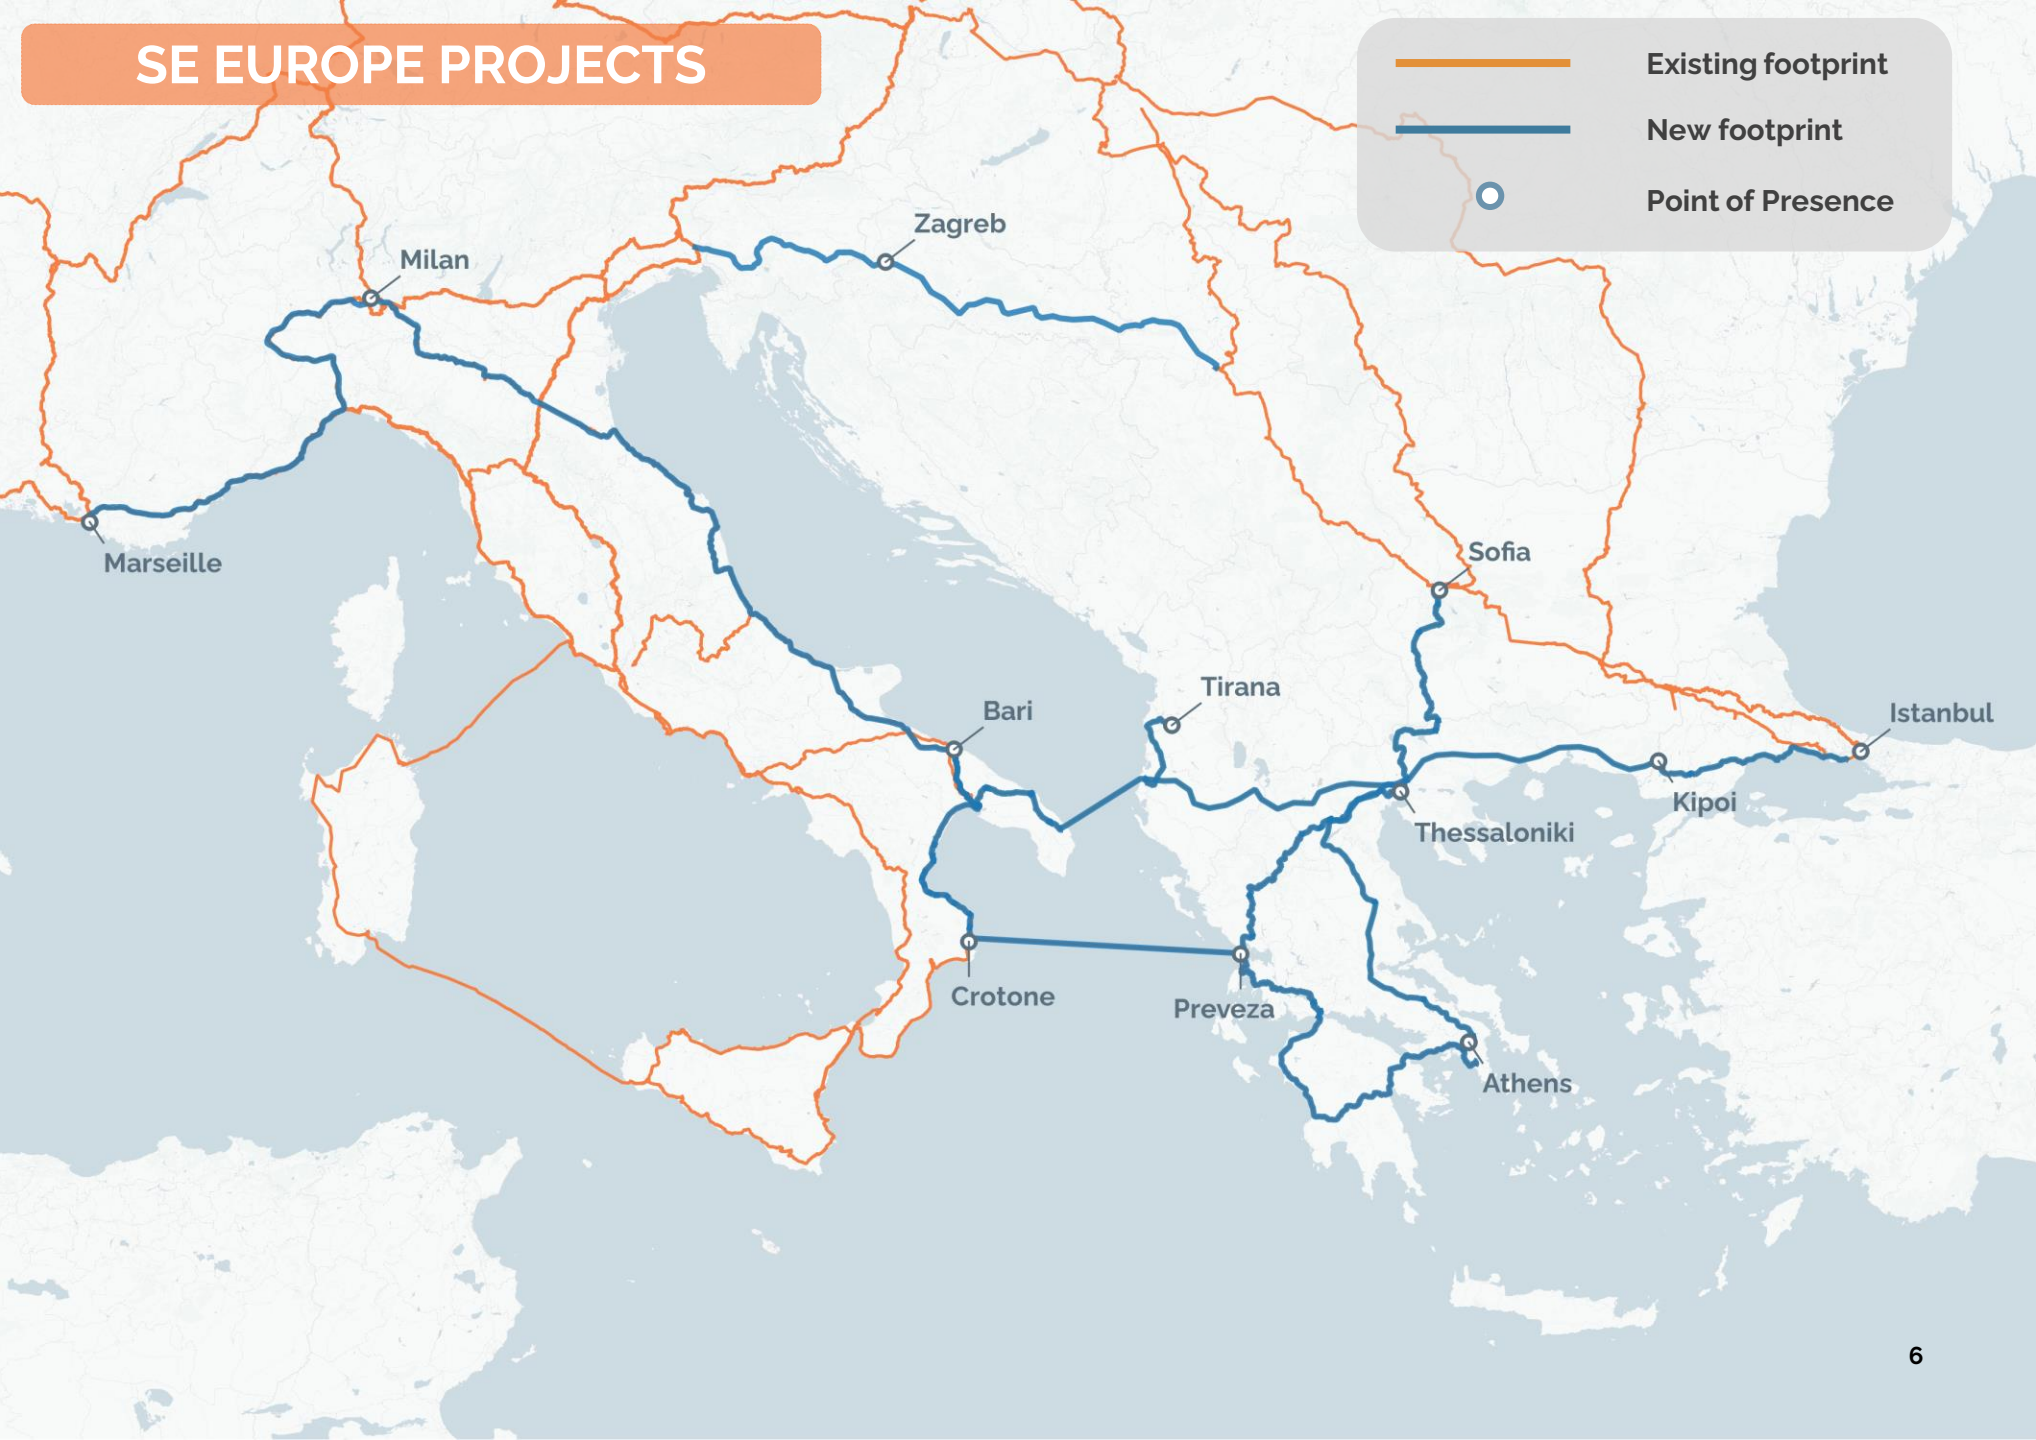 SE EUROPE PROJECTS
Existing footprint
New footprint
Point of Presence
Zagreb
Milan
Marseille
Sofia
Tirana
Bari
Istanbul
Kipoi
Thessaloniki
Crotone
Preveza
Athens
6